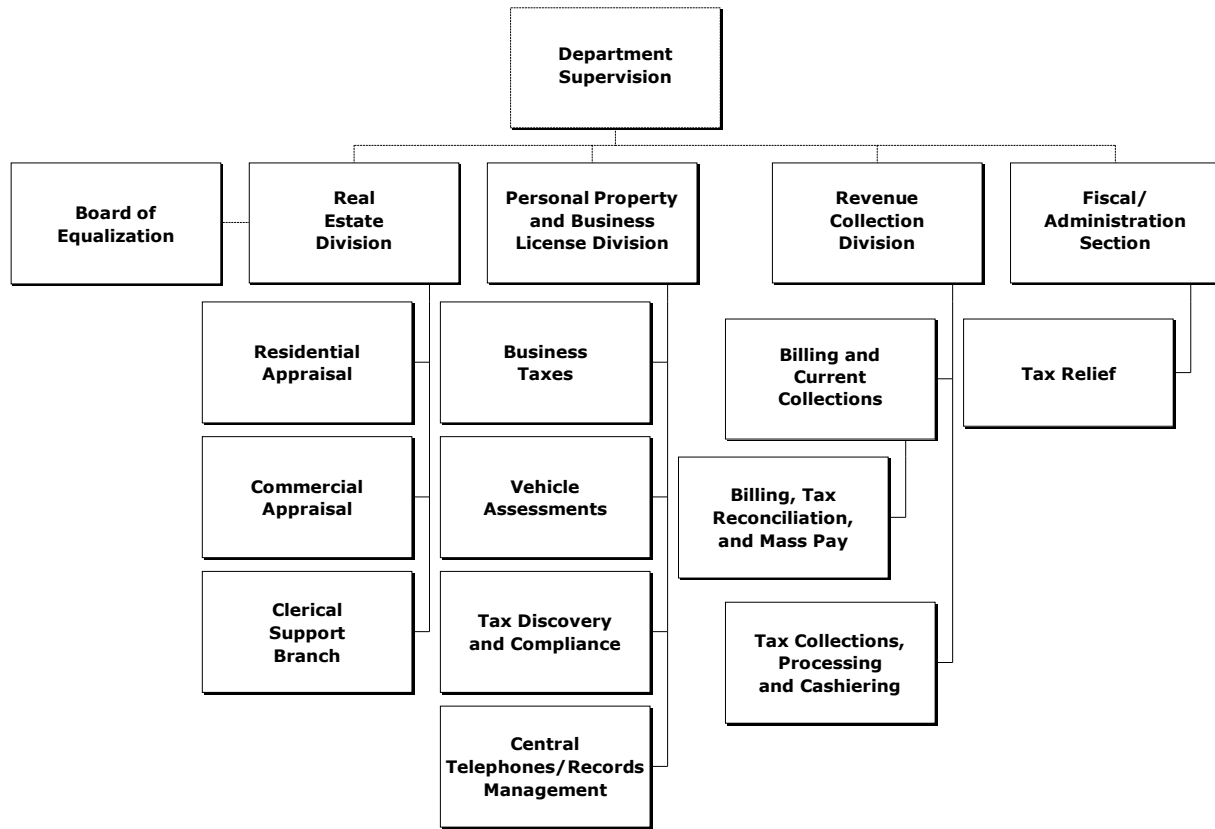 Department
Supervision
Board of
Equalization
Real
Estate
Division
Personal Property
and Business
License Division
Revenue
Collection
Division
Fiscal/
Administration
Section
Residential
Appraisal
Business
Taxes
Billing and
Current
Collections
Tax Relief
Commercial
Appraisal
Vehicle
Assessments
Billing, Tax
Reconciliation,
and Mass Pay
Clerical
Support
Branch
Tax Discovery
and Compliance
Tax Collections,
Processing
and Cashiering
Central
Telephones/Records
Management